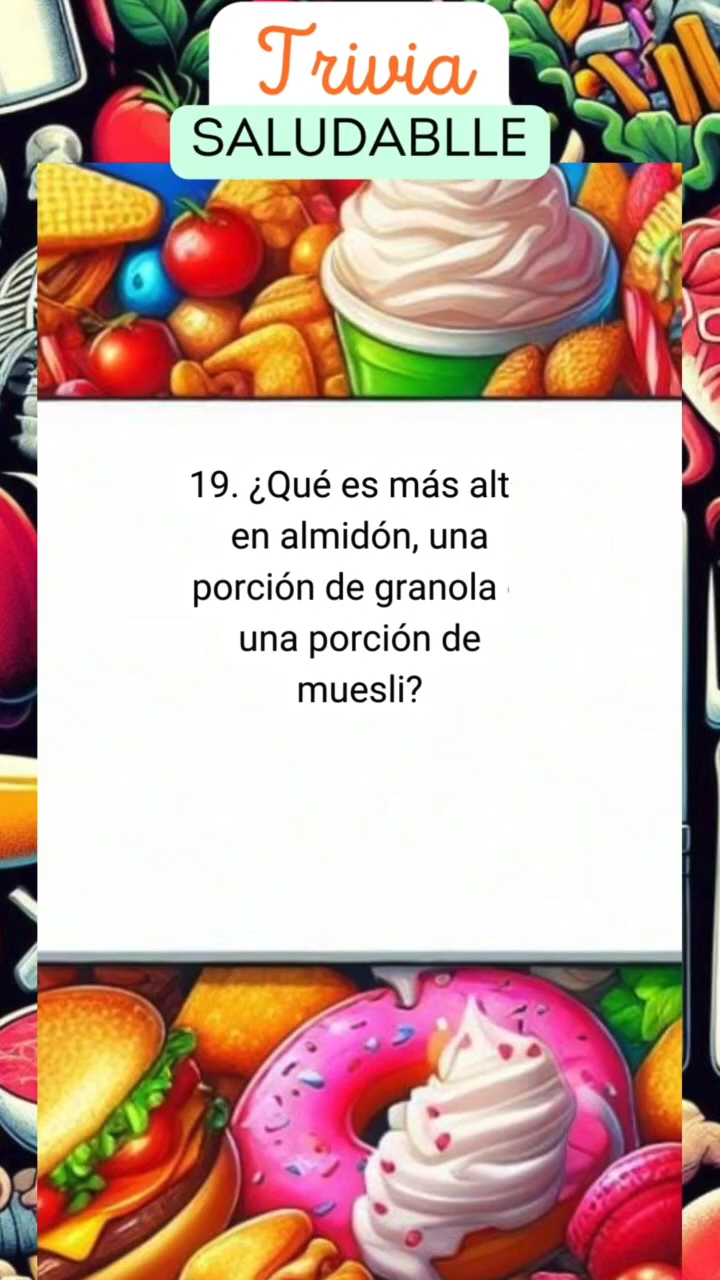 Trivia
SALUDABLLE
19. ¿Qué es más alt
en almidón, una
porción de granola
una porción de
muesli?